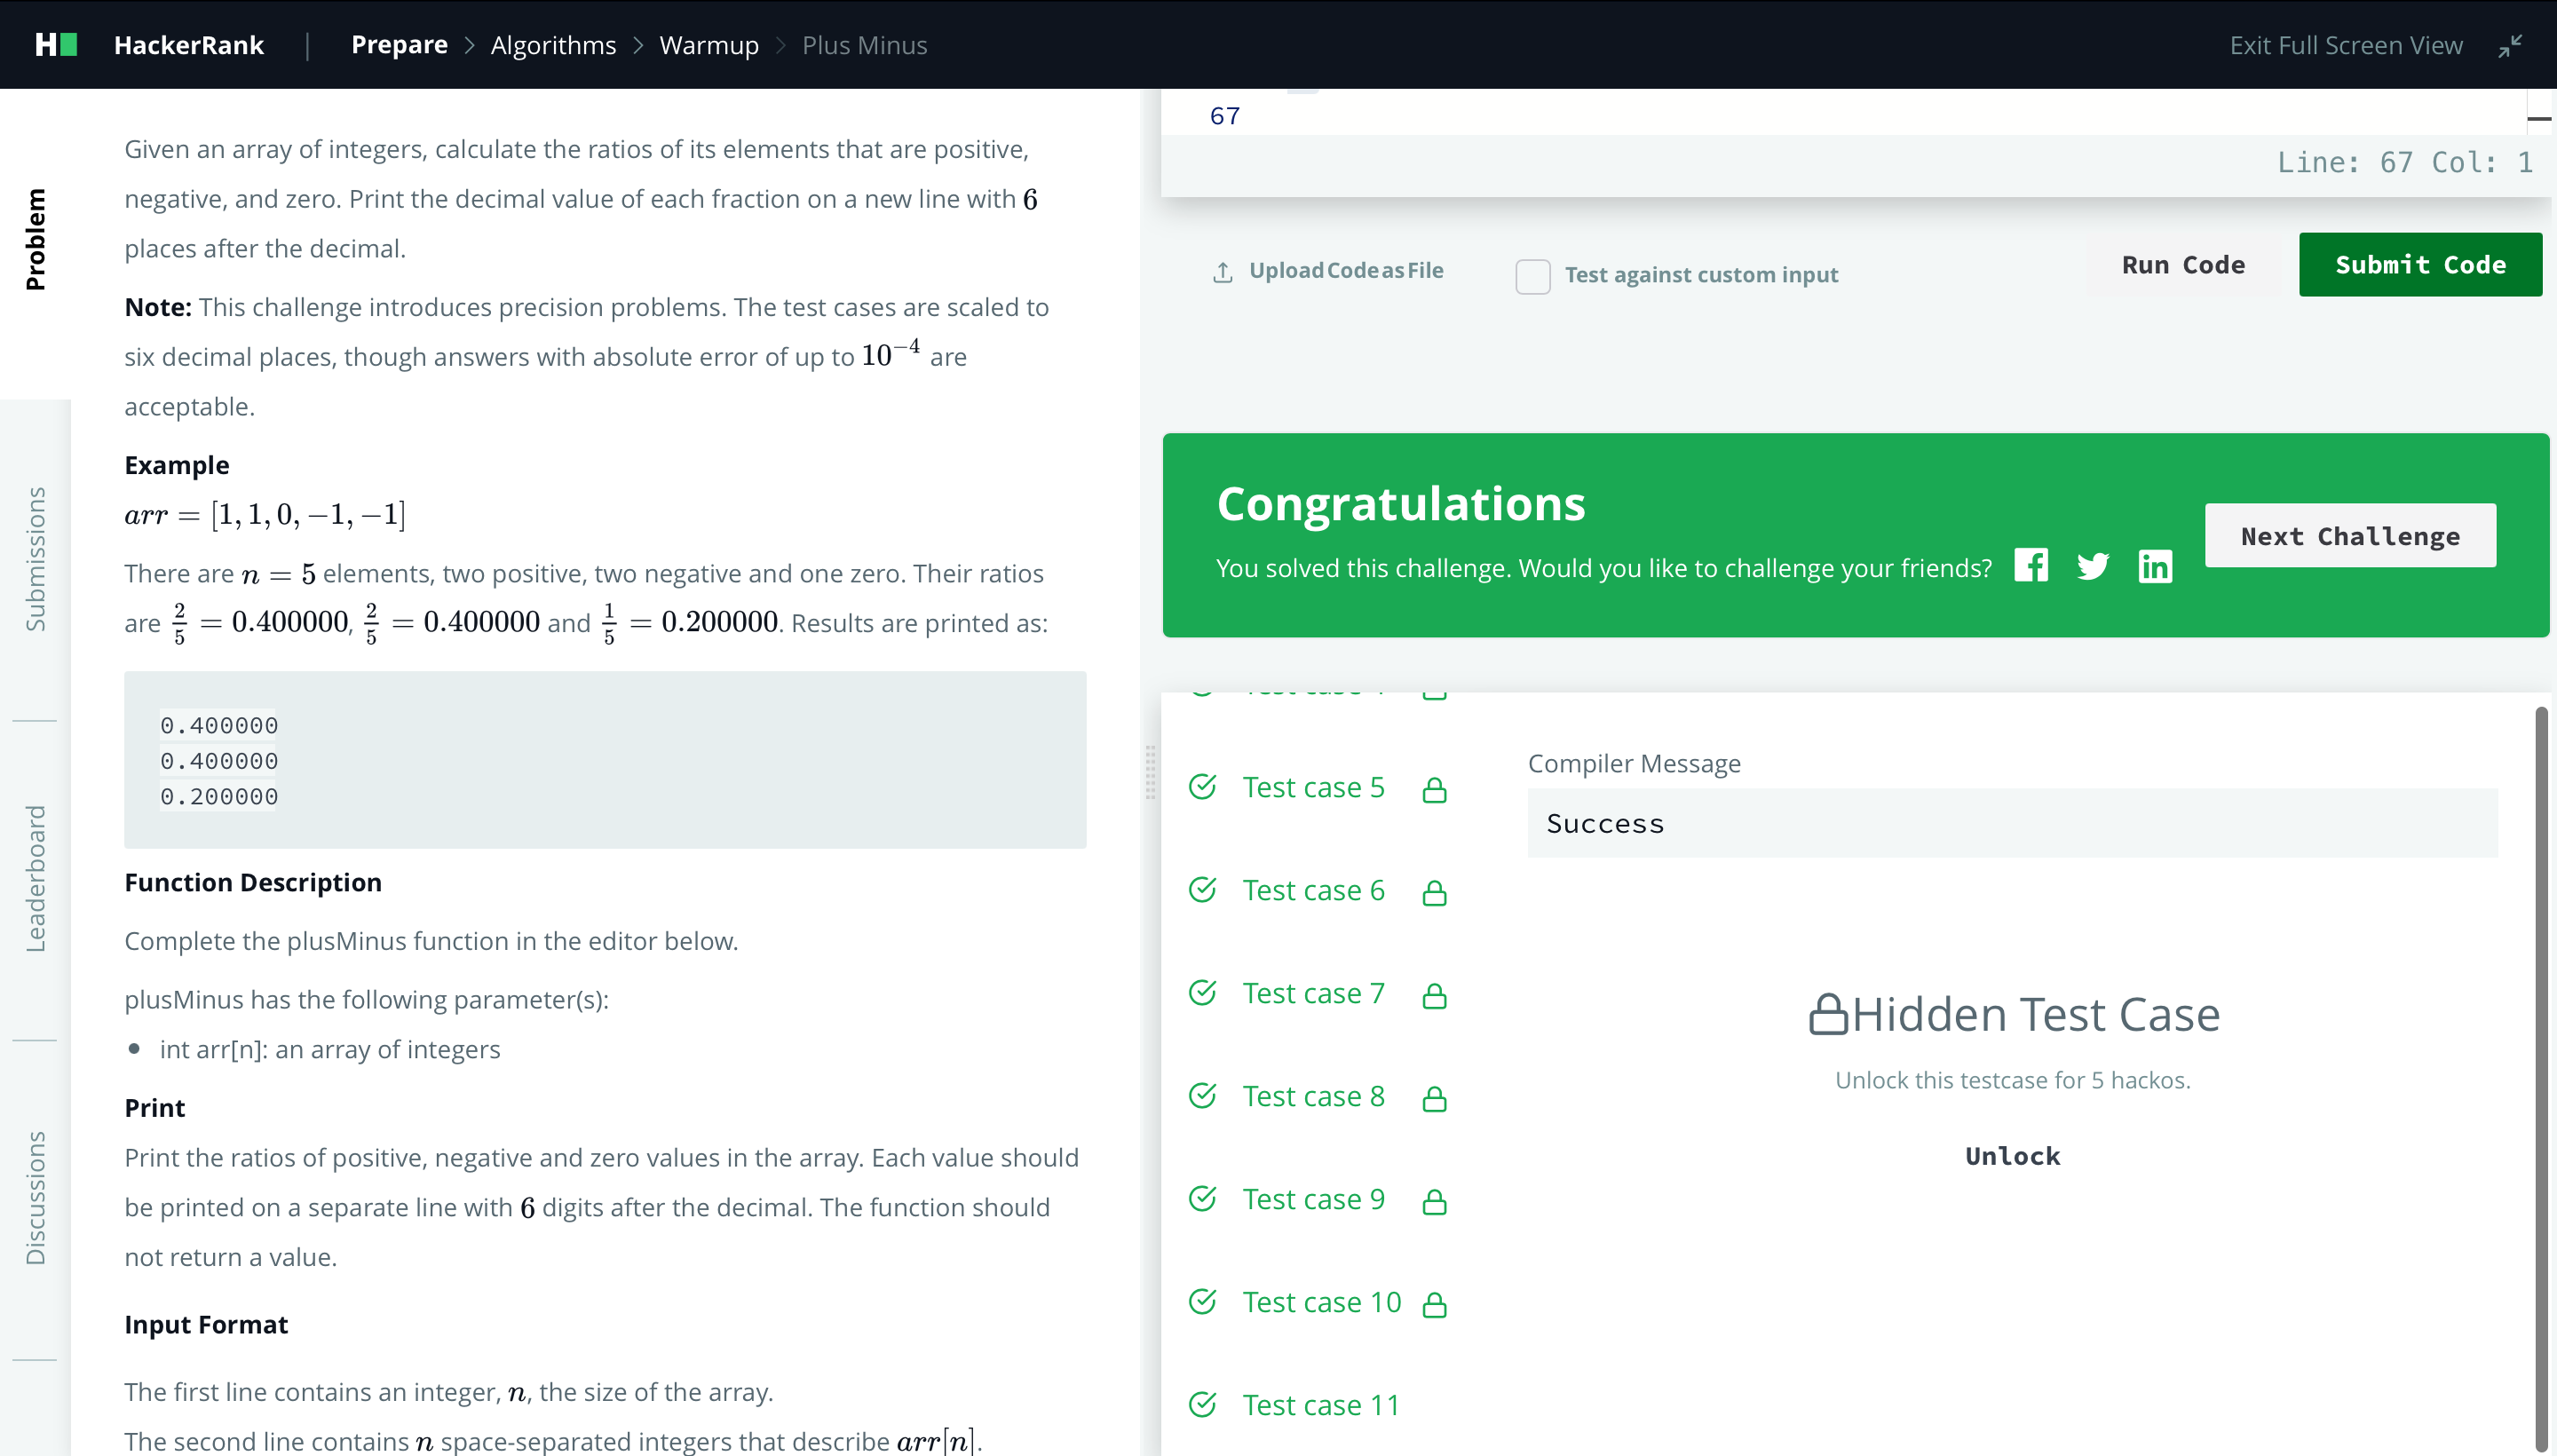 H
HackerRank | Prepare > Algorithms > Warmup > Plus Minus
Exit Full Screen View
Problem
Submissions
Leaderboard
Discussions
Given an array of integers, calculate the ratios of its elements that are positive,
negative, and zero. Print the decimal value of each fraction on a new line with 6
places after the decimal.
Note: This challenge introduces precision problems. The test cases are scaled to
six decimal places, though answers with absolute error of up to 10⁻⁴ are
acceptable.
Example
arr = [1, 1, 0, −1, −1]
There are n = 5 elements, two positive, two negative and one zero. Their ratios
are 2/5 = 0.400000, 2/5 = 0.400000 and 1/5 = 0.200000. Results are printed as:
0.400000
0.400000
0.200000
Function Description
Complete the plusMinus function in the editor below.
plusMinus has the following parameter(s):
• int arr[n]: an array of integers
Print
Print the ratios of positive, negative and zero values in the array. Each value should
be printed on a separate line with 6 digits after the decimal. The function should
not return a value.
Input Format
The first line contains an integer, n, the size of the array.
The second line contains n space-separated integers that describe arr[n].
67
Line: 67 Col: 1
Upload Code as File
Test against custom input
Run Code
Submit Code
Congratulations
You solved this challenge. Would you like to challenge your friends?
Next Challenge
Test case 5
Test case 6
Test case 7
Test case 8
Test case 9
Test case 10
Test case 11
Compiler Message
Success
Hidden Test Case
Unlock this testcase for 5 hackos.
Unlock